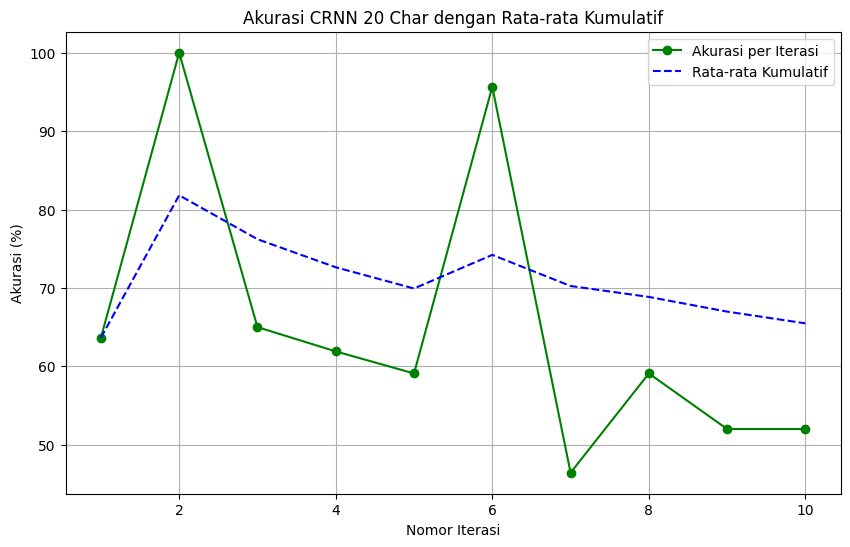 Akurasi CRNN 20 Char dengan Rata-rata Kumulatif
Akurasi per Iterasi
Rata-rata Kumulatif
Akurasi (%)
100
90
80
70
60
50
2
4
6
8
10
Nomor Iterasi